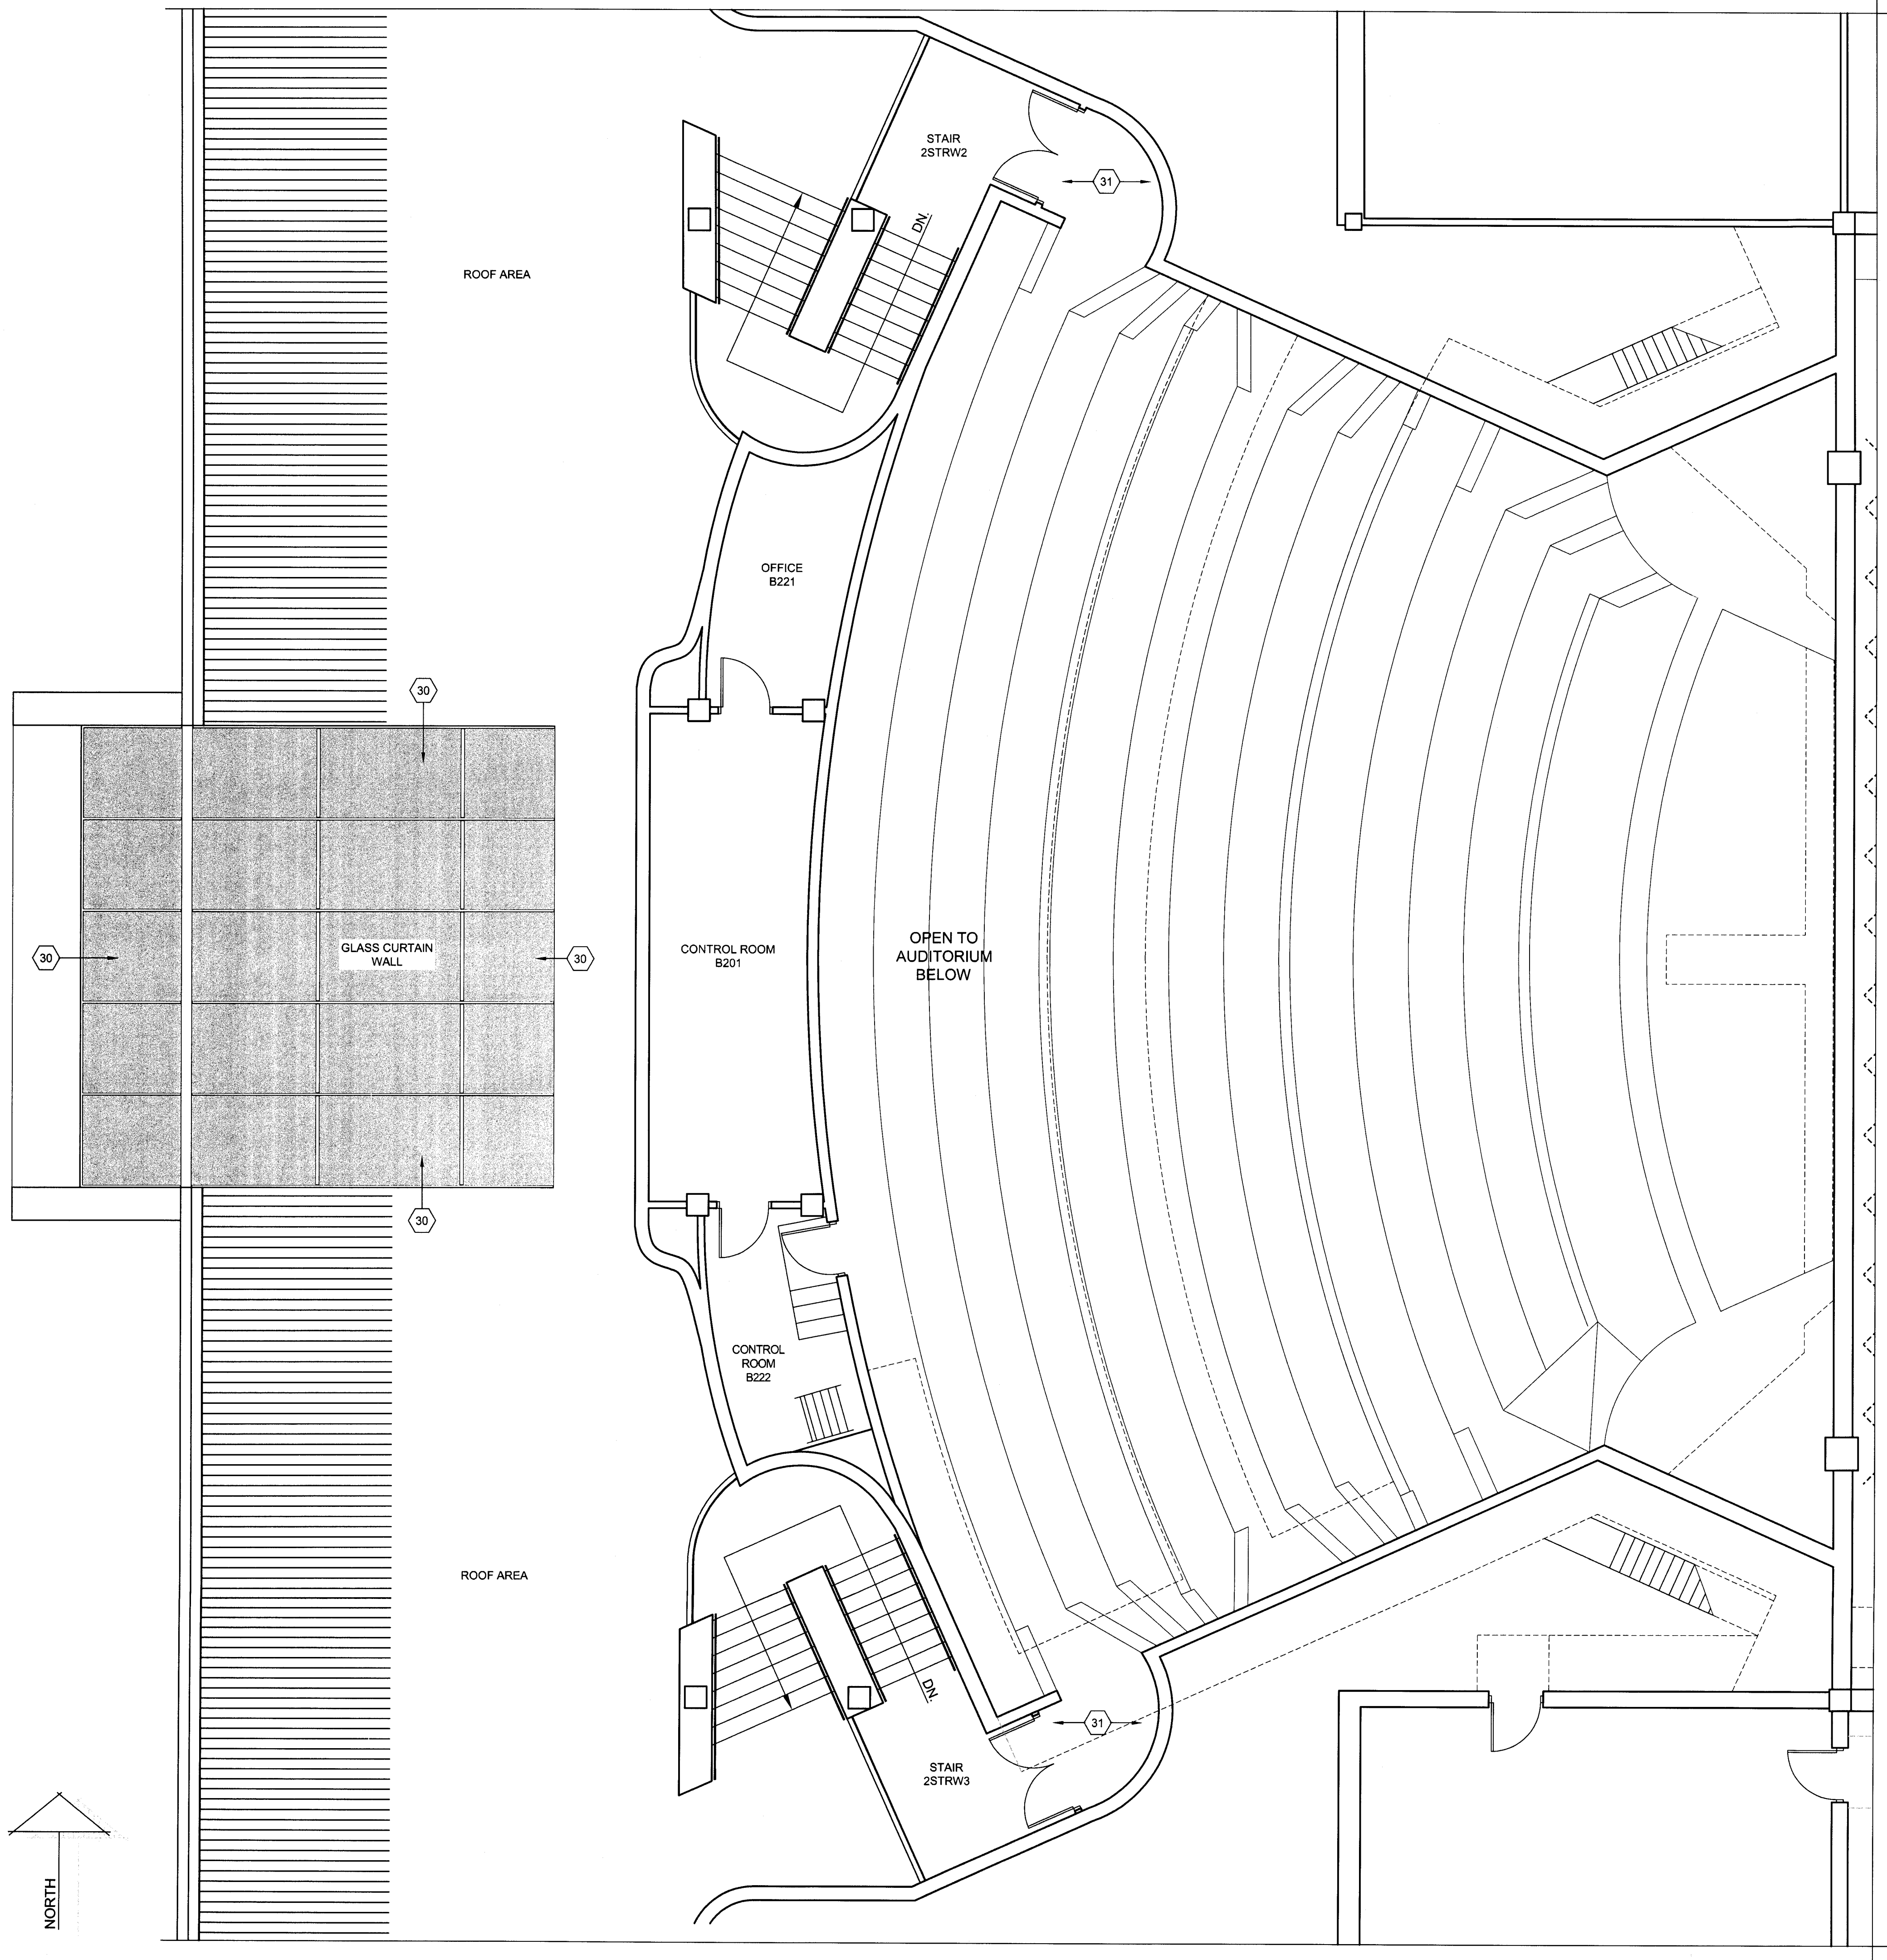 STAIR
2STRW2
31
DN.
ROOF AREA
OFFICE
B221
30
30
GLASS CURTAIN
WALL
30
CONTROL ROOM
B201
OPEN TO
AUDITORIUM
BELOW
30
CONTROL
ROOM
B222
ROOF AREA
DN.
31
STAIR
2STRW3
NORTH